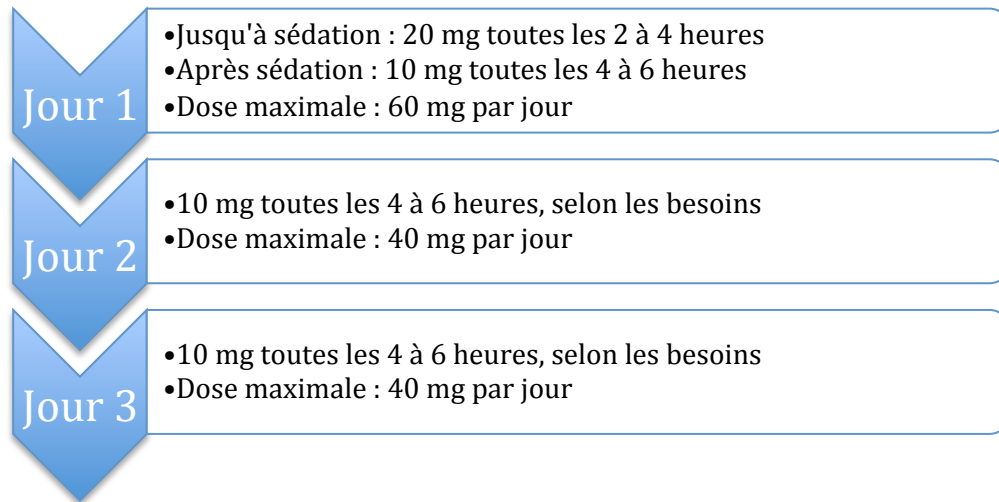 Jour 1
•Jusqu'à sédation : 20 mg toutes les 2 à 4 heures
•Après sédation : 10 mg toutes les 4 à 6 heures
•Dose maximale : 60 mg par jour
Jour 2
•10 mg toutes les 4 à 6 heures, selon les besoins
•Dose maximale : 40 mg par jour
Jour 3
•10 mg toutes les 4 à 6 heures, selon les besoins
•Dose maximale : 40 mg par jour